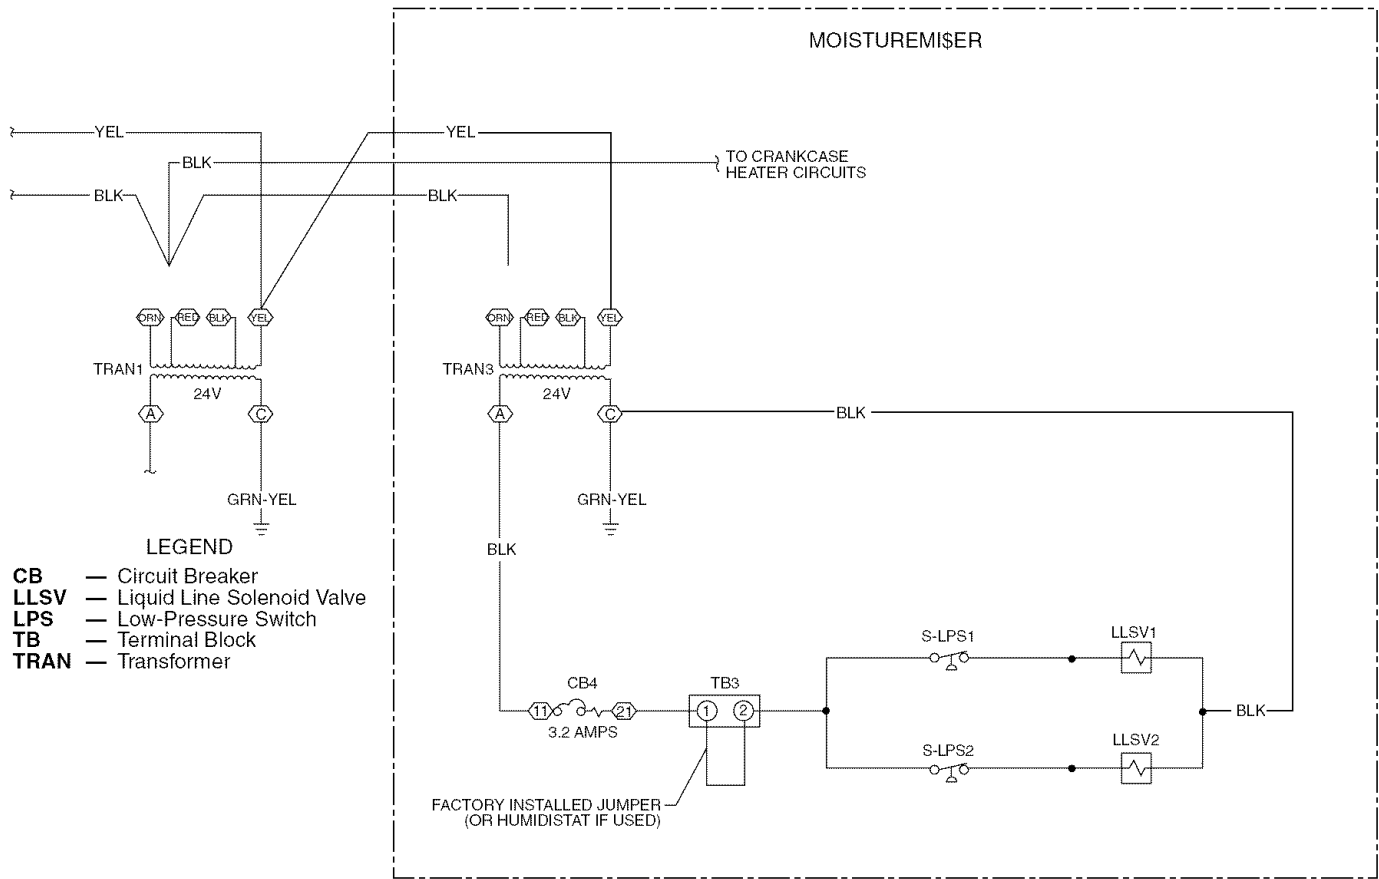 MOISTUREMI$ER
YEL
YEL
BLK
TO CRANKCASE
HEATER CIRCUITS
BLK
BLK
ORN
RED
BLK
YEL
ORN
RED
BLK
YEL
TRAN1
24V
TRAN3
24V
A
C
A
C
BLK
GRN-YEL
GRN-YEL
BLK
LEGEND
CB — Circuit Breaker
LLSV — Liquid Line Solenoid Valve
LPS — Low-Pressure Switch
TB — Terminal Block
TRAN — Transformer
S-LPS1
LLSV1
CB4
TB3
11
21
1
2
BLK
3.2 AMPS
S-LPS2
LLSV2
FACTORY INSTALLED JUMPER
(OR HUMIDISTAT IF USED)